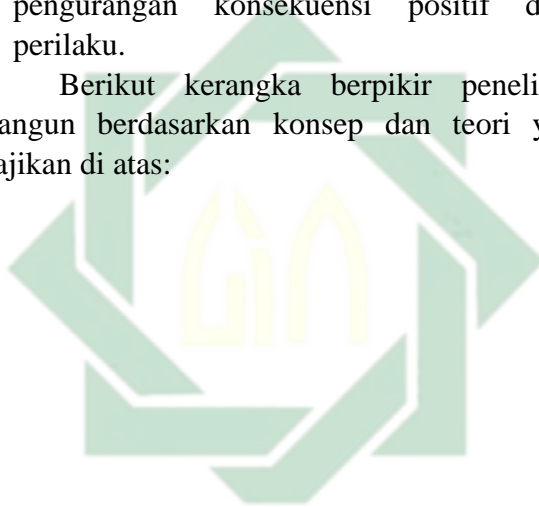 pengurangan konsekuensi positif d
perilaku.
Berikut kerangka berpikir peneli
angun berdasarkan konsep dan teori y
ajikan di atas: